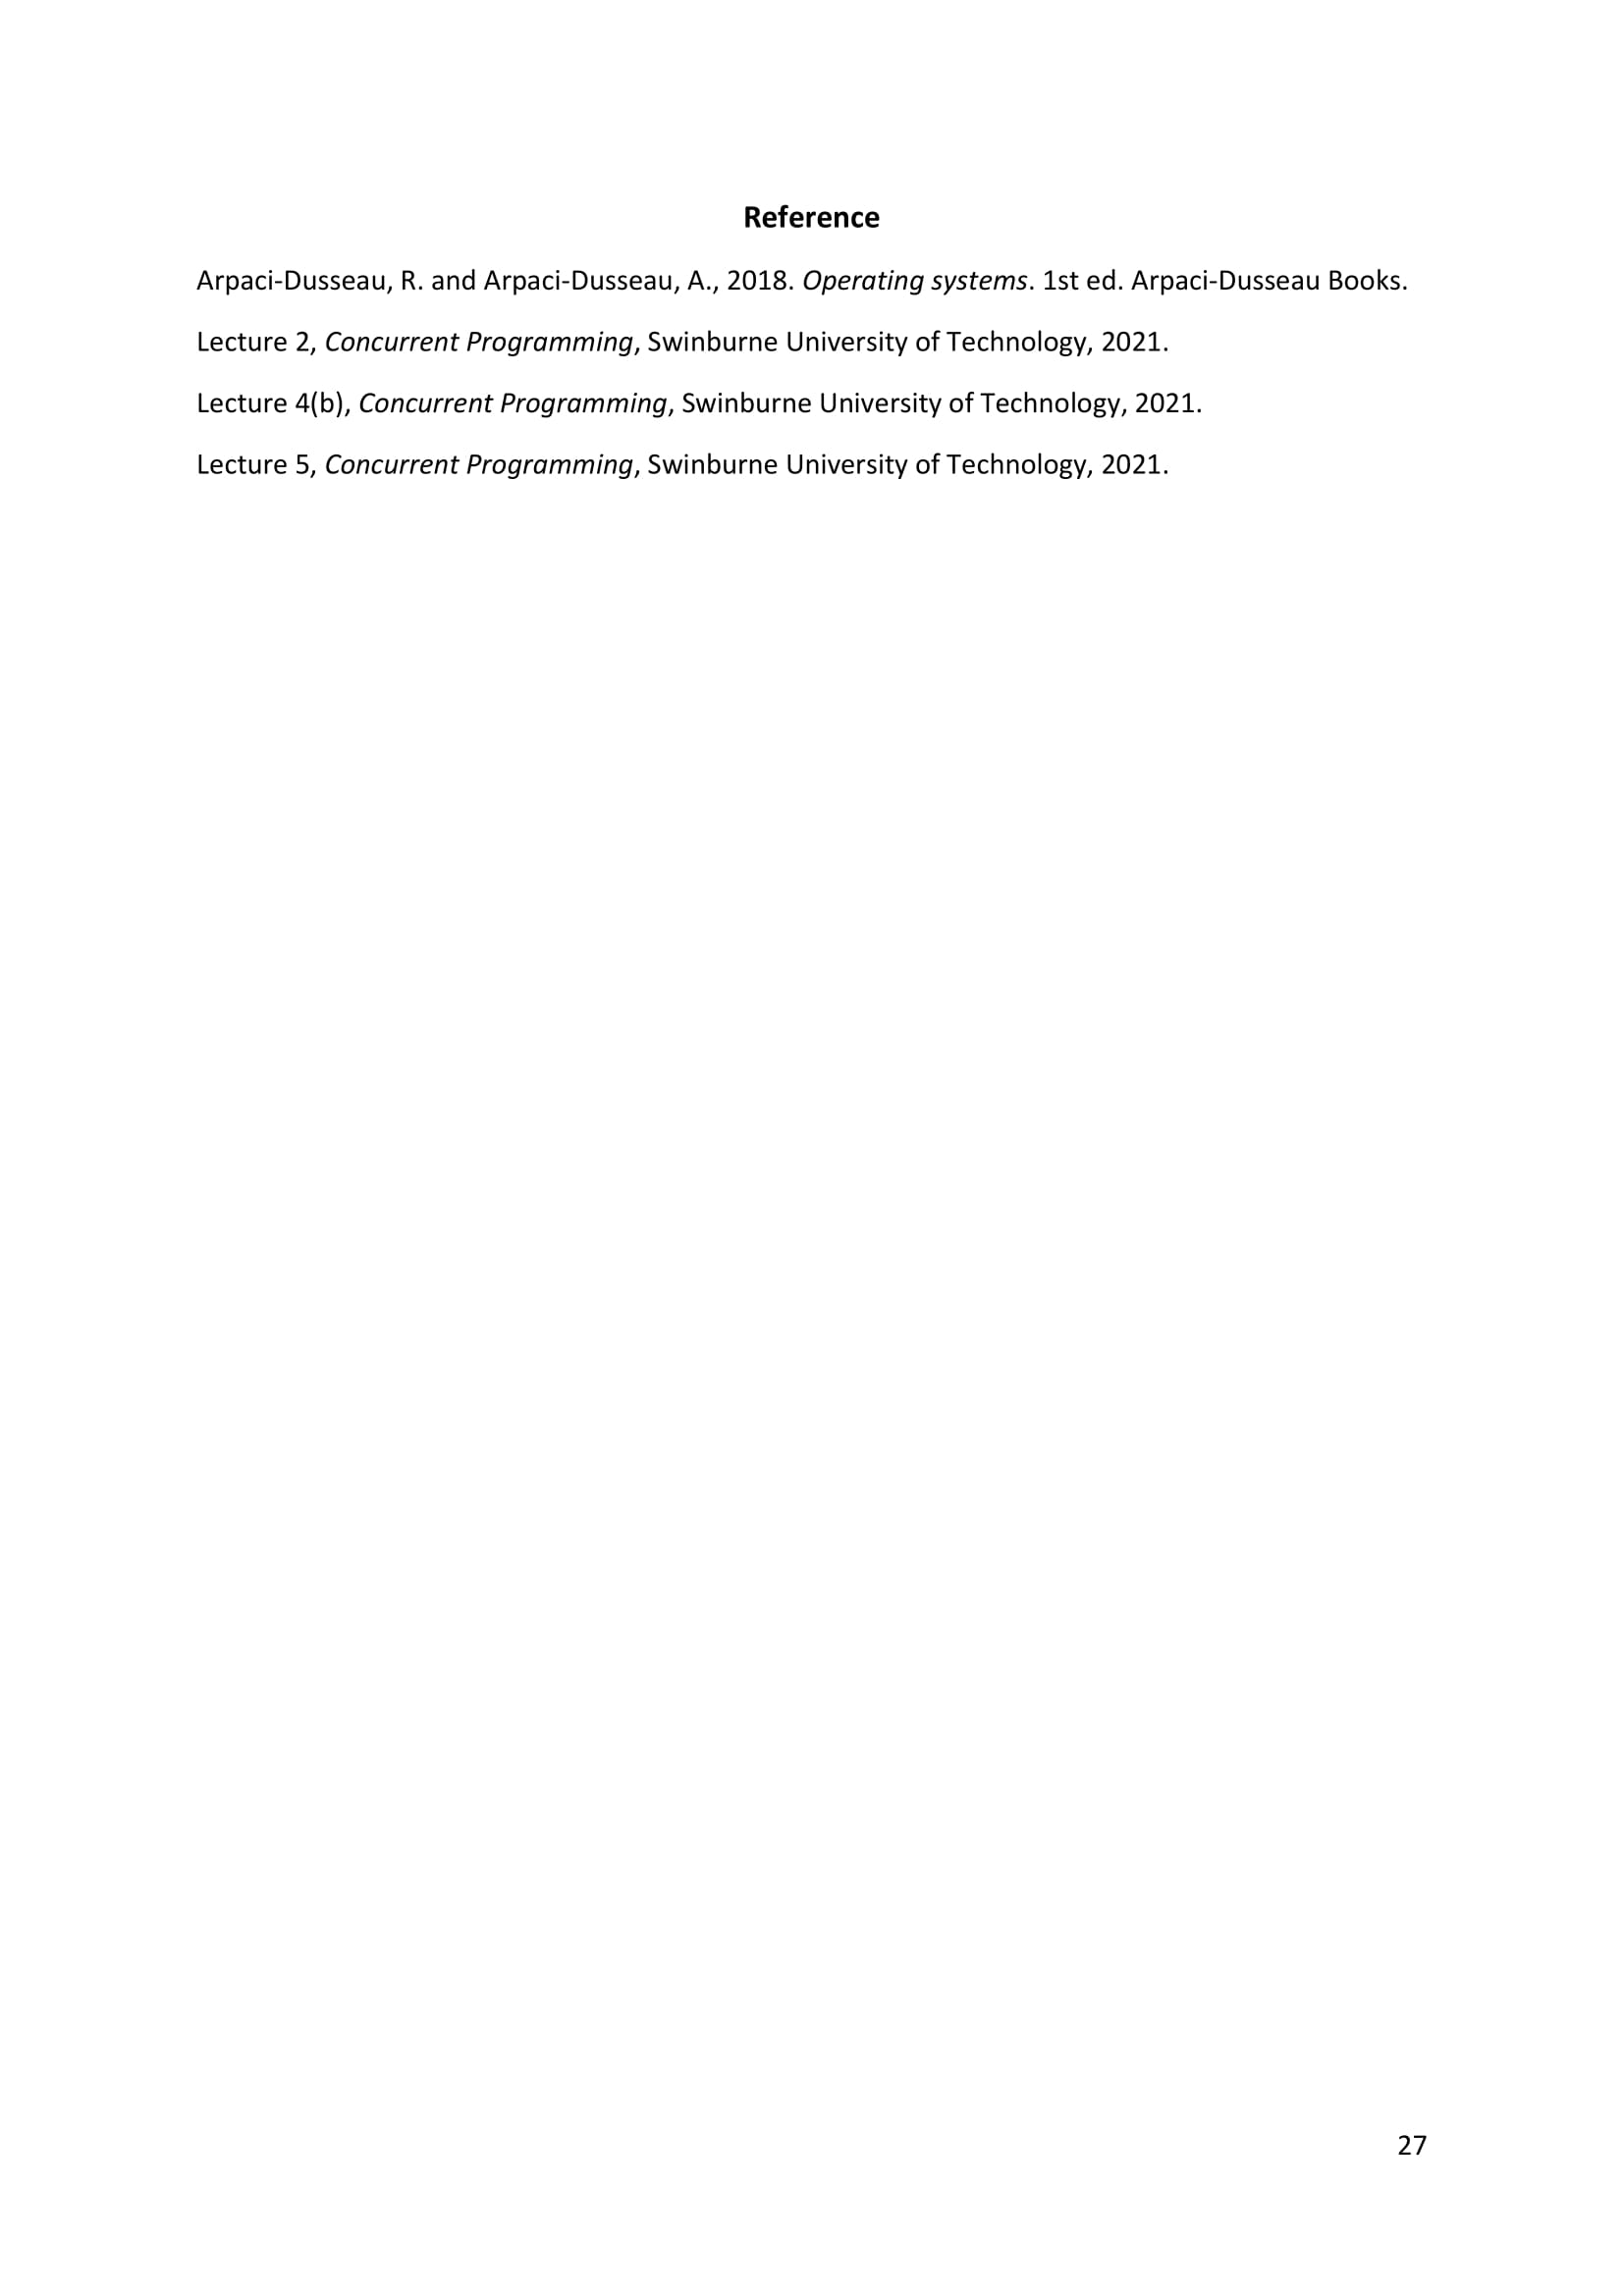 Reference
Arpaci-Dusseau, R. and Arpaci-Dusseau, A., 2018. Operating systems. 1st ed. Arpaci-Dusseau Books.
Lecture 2, Concurrent Programming, Swinburne University of Technology, 2021.
Lecture 4(b), Concurrent Programming, Swinburne University of Technology, 2021.
Lecture 5, Concurrent Programming, Swinburne University of Technology, 2021.
27